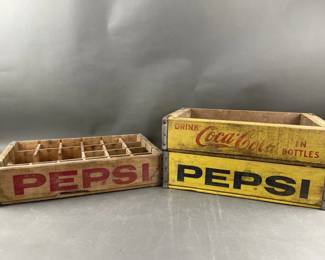 PEPSI
DRINK Coca-Cola IN
BOTTLES
PEPSI